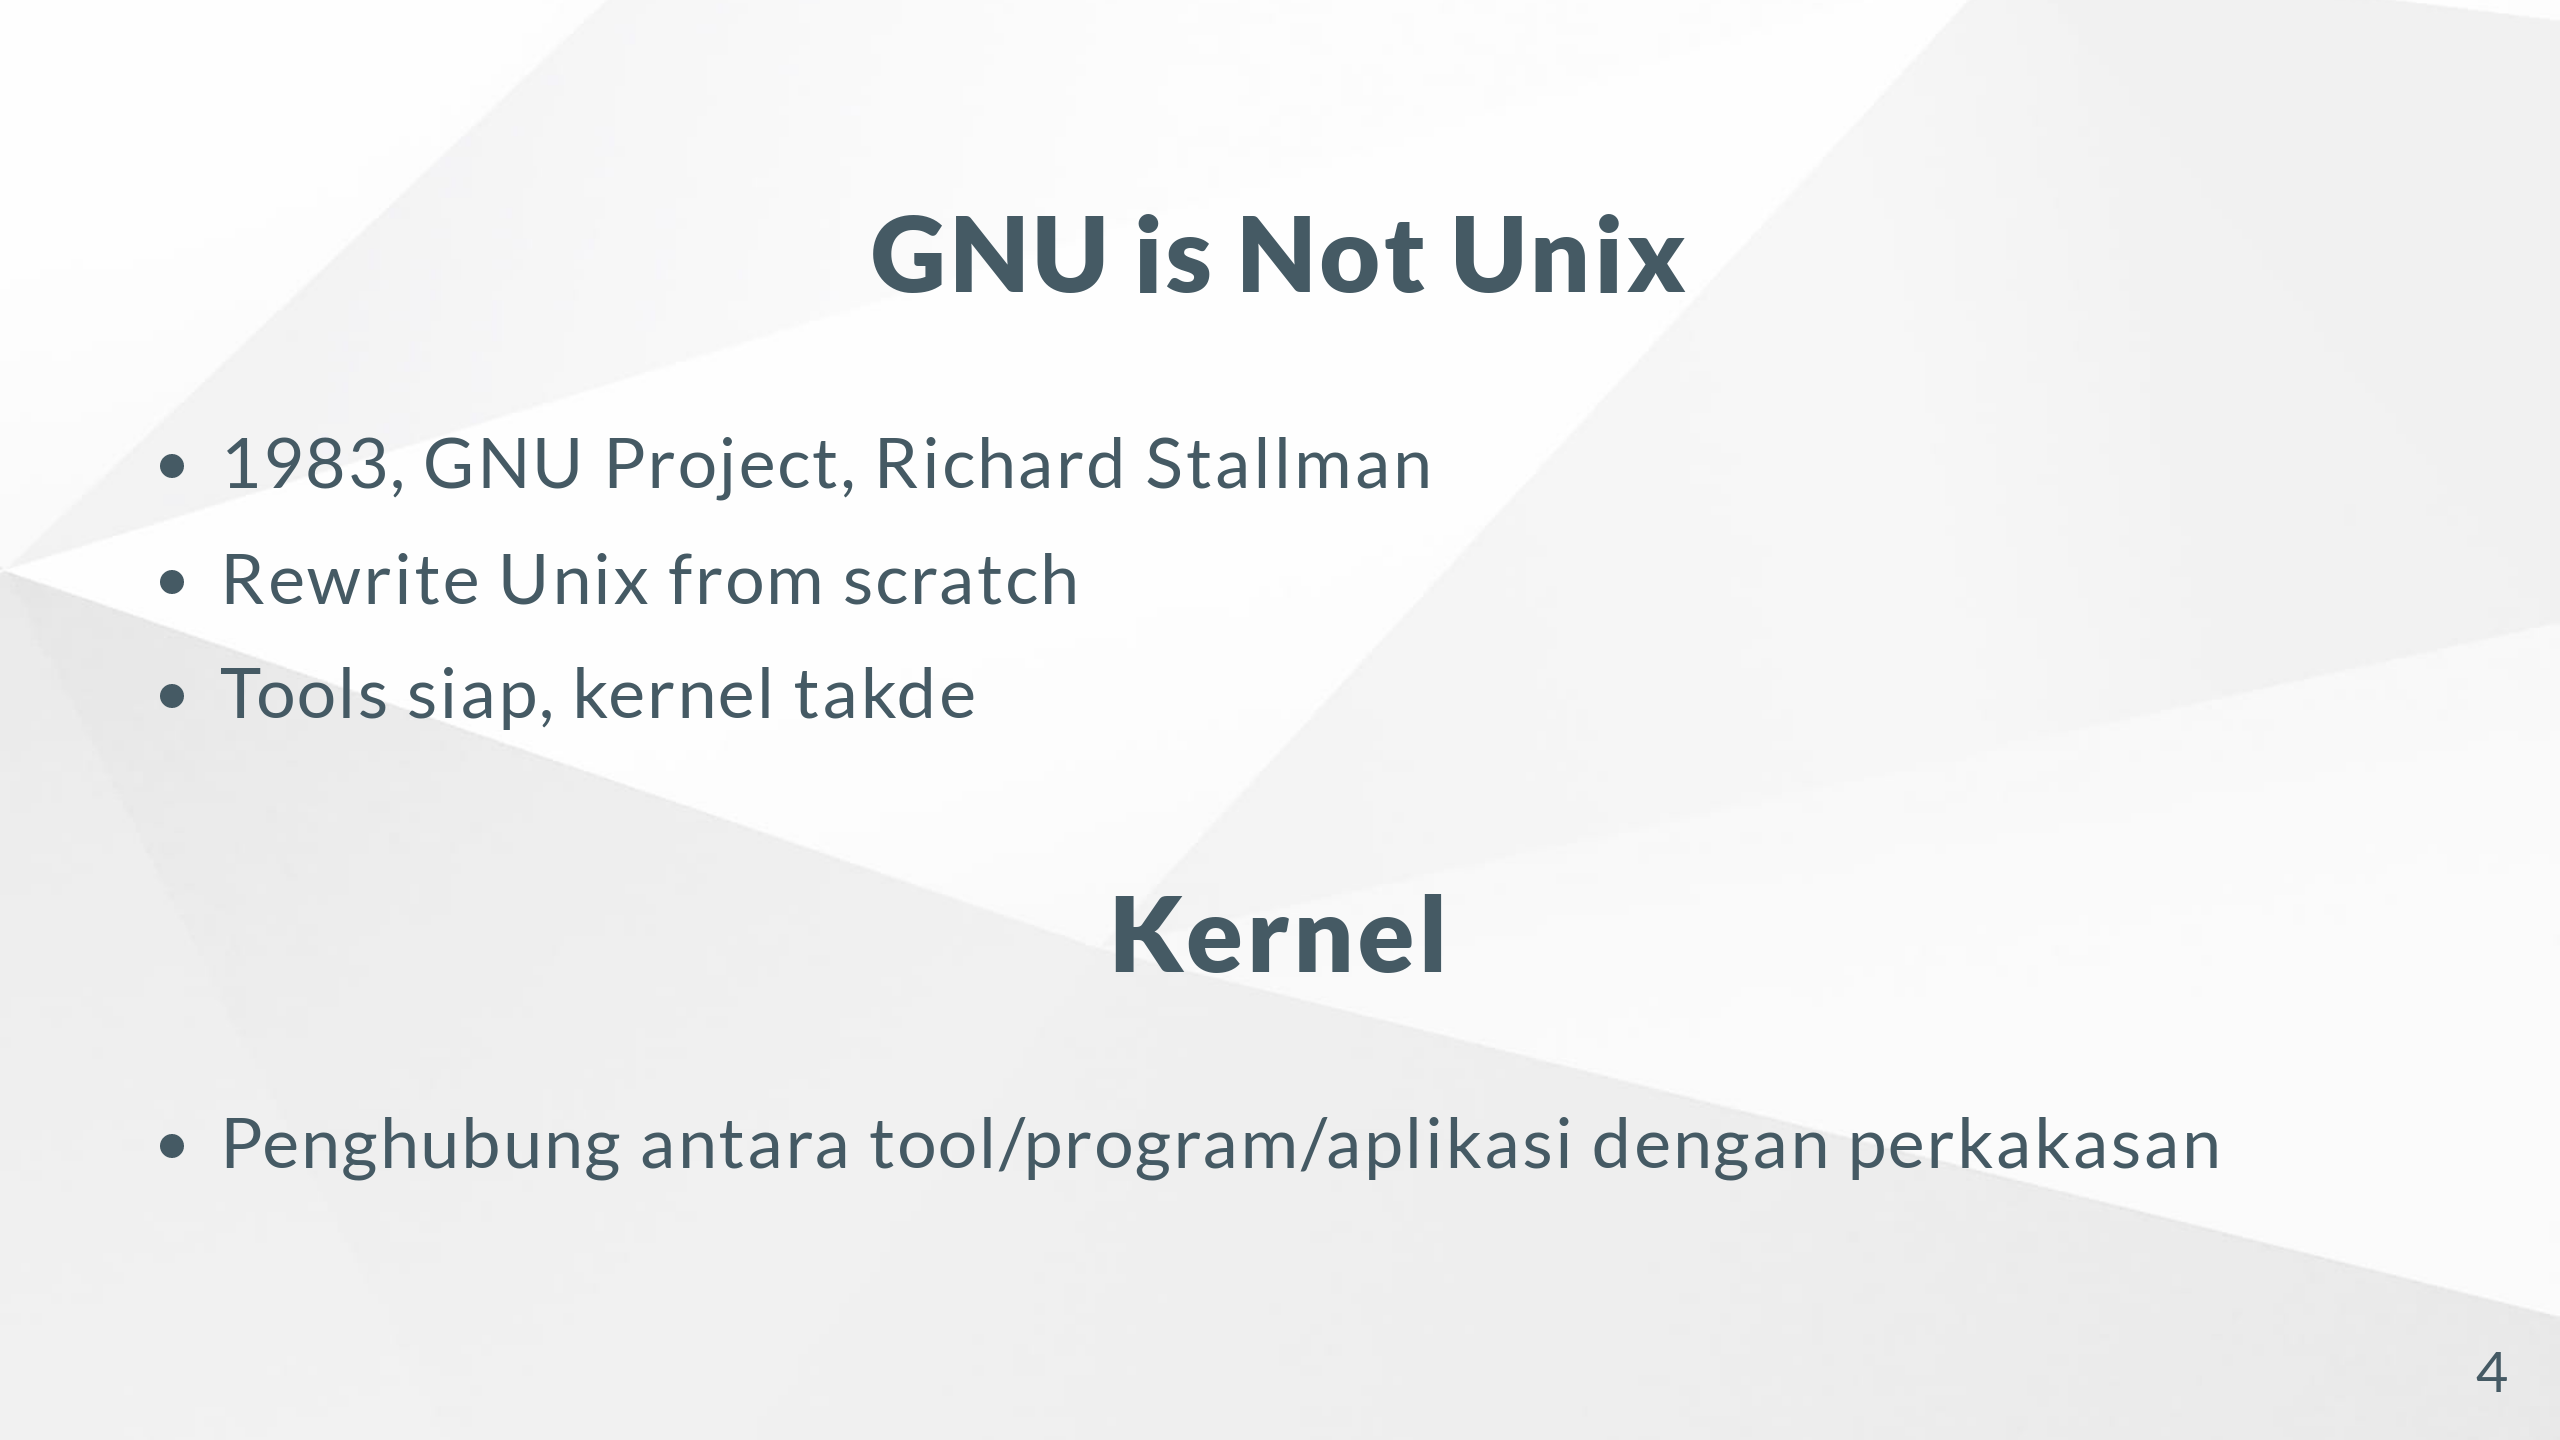 GNU is Not Unix
• 1983, GNU Project, Richard Stallman
• Rewrite Unix from scratch
• Tools siap, kernel takde
Kernel
• Penghubung antara tool/program/aplikasi dengan perkakasan
4